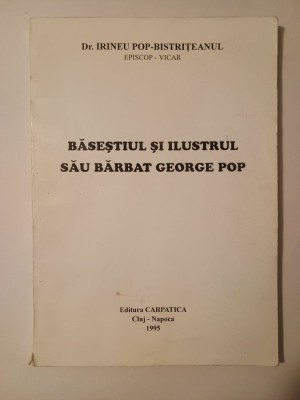 Dr. IRINEU POP-BISTRIȚEANUL
EPISCOP - VICAR
BĂSEȘTIUL ȘI ILUSTRUL
SĂU BĂRBAT GEORGE POP
Editura CARPATICA
Cluj - Napoca
1995